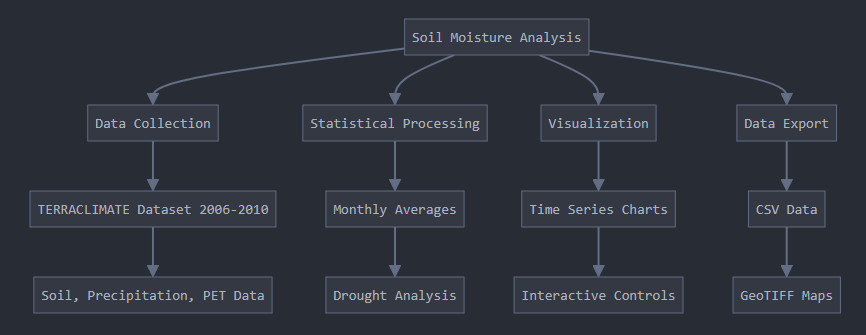 Soil Moisture Analysis
Data Collection
Statistical Processing
Visualization
Data Export
TERRACLIMATE Dataset 2006-2010
Monthly Averages
Time Series Charts
CSV Data
Soil, Precipitation, PET Data
Drought Analysis
Interactive Controls
GeoTIFF Maps